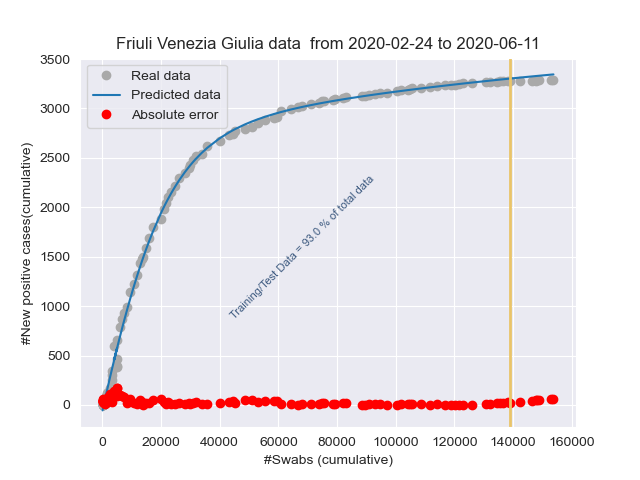 Friuli Venezia Giulia data  from 2020-02-24 to 2020-06-11
Real data
Predicted data
Absolute error
#New positive cases(cumulative)
3500
3000
2500
2000
1500
1000
500
0
Training/Test Data = 93.0 % of total data
0 20000 40000 60000 80000 100000 120000 140000 160000
#Swabs (cumulative)